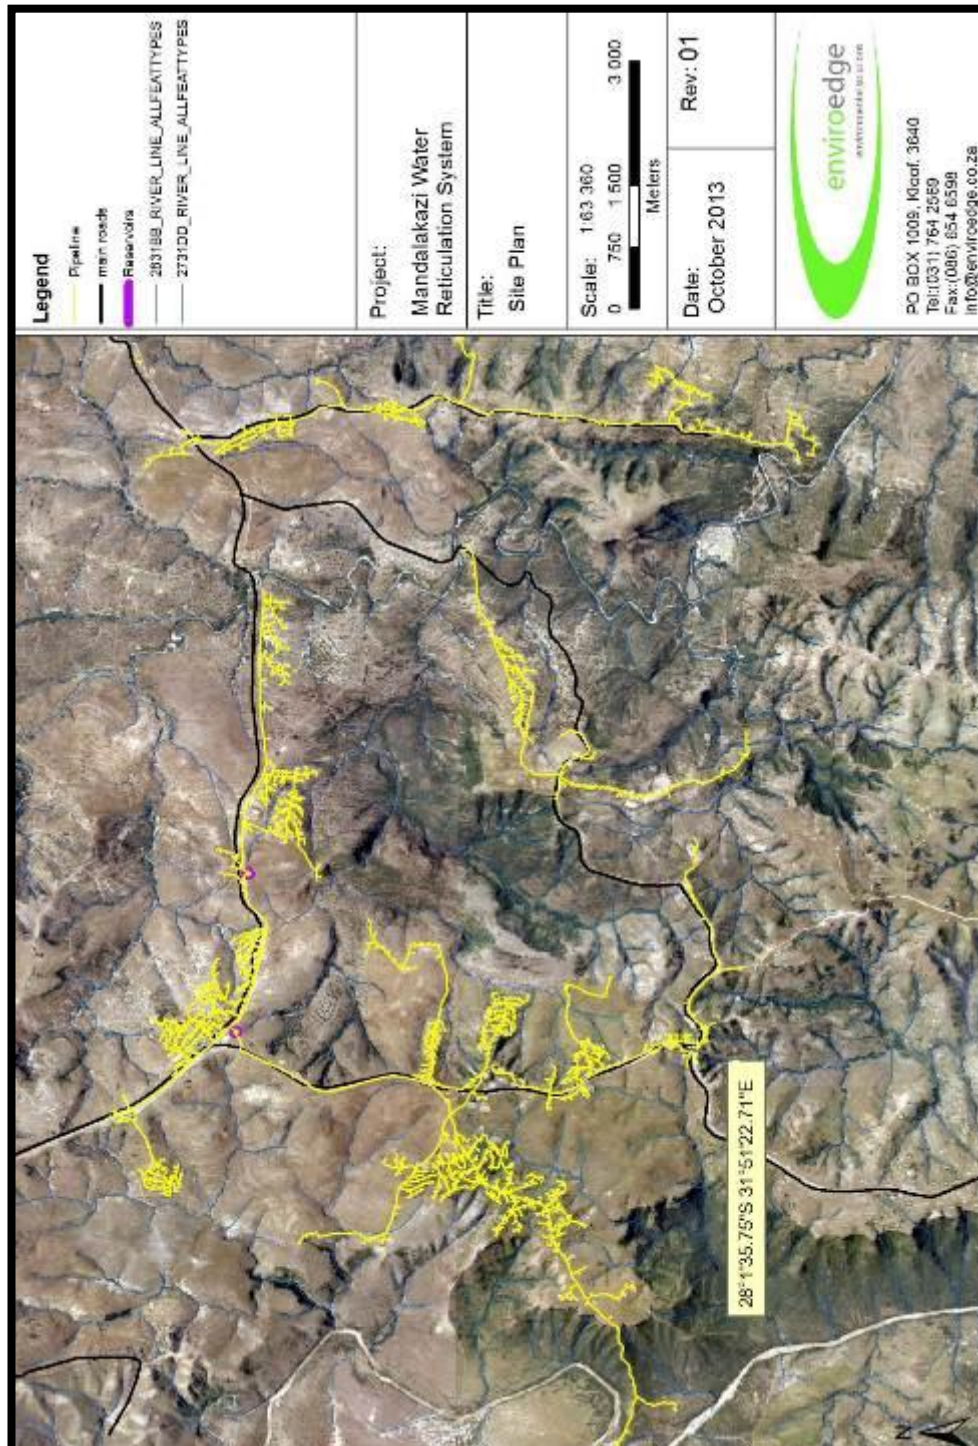 Legend
Pipeline
main roads
Reservoirs
2831BB_RIVER_LINE_ALLFEATTYPES
2731DD_RIVER_LINE_ALLFEATTYPES
Project:
Mandalakazi Water
Reticulation System
Title:
Site Plan
Scale: 1:63 360
0 750 1 500 3 000
Meters
Date:
October 2013
Rev: 01
enviroedge
PO BOX 1009, Kloof, 3640
Tel:(031) 764 2569
Fax:(086) 654 6598
info@enviroedge.co.za
28°1'35.75"S 31°51'22.71"E
N